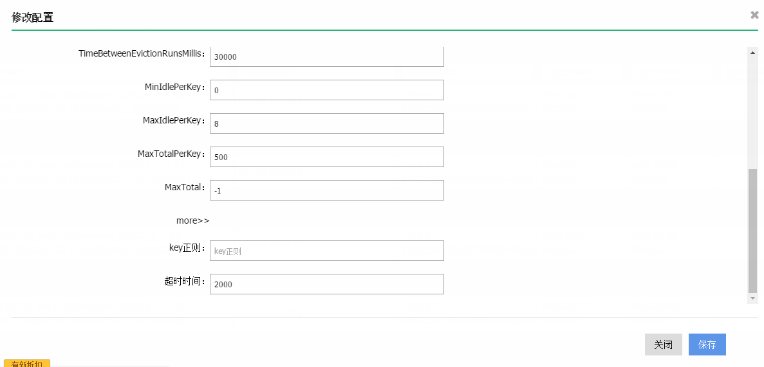 修改配置
TimeBetweenEvictionRunsMillis: 30000
MinIdlePerKey: 0
MaxIdlePerKey: 8
MaxTotalPerKey: 500
MaxTotal: -1
more>>
key正则: key正则
超时时间: 2000
关闭 保存